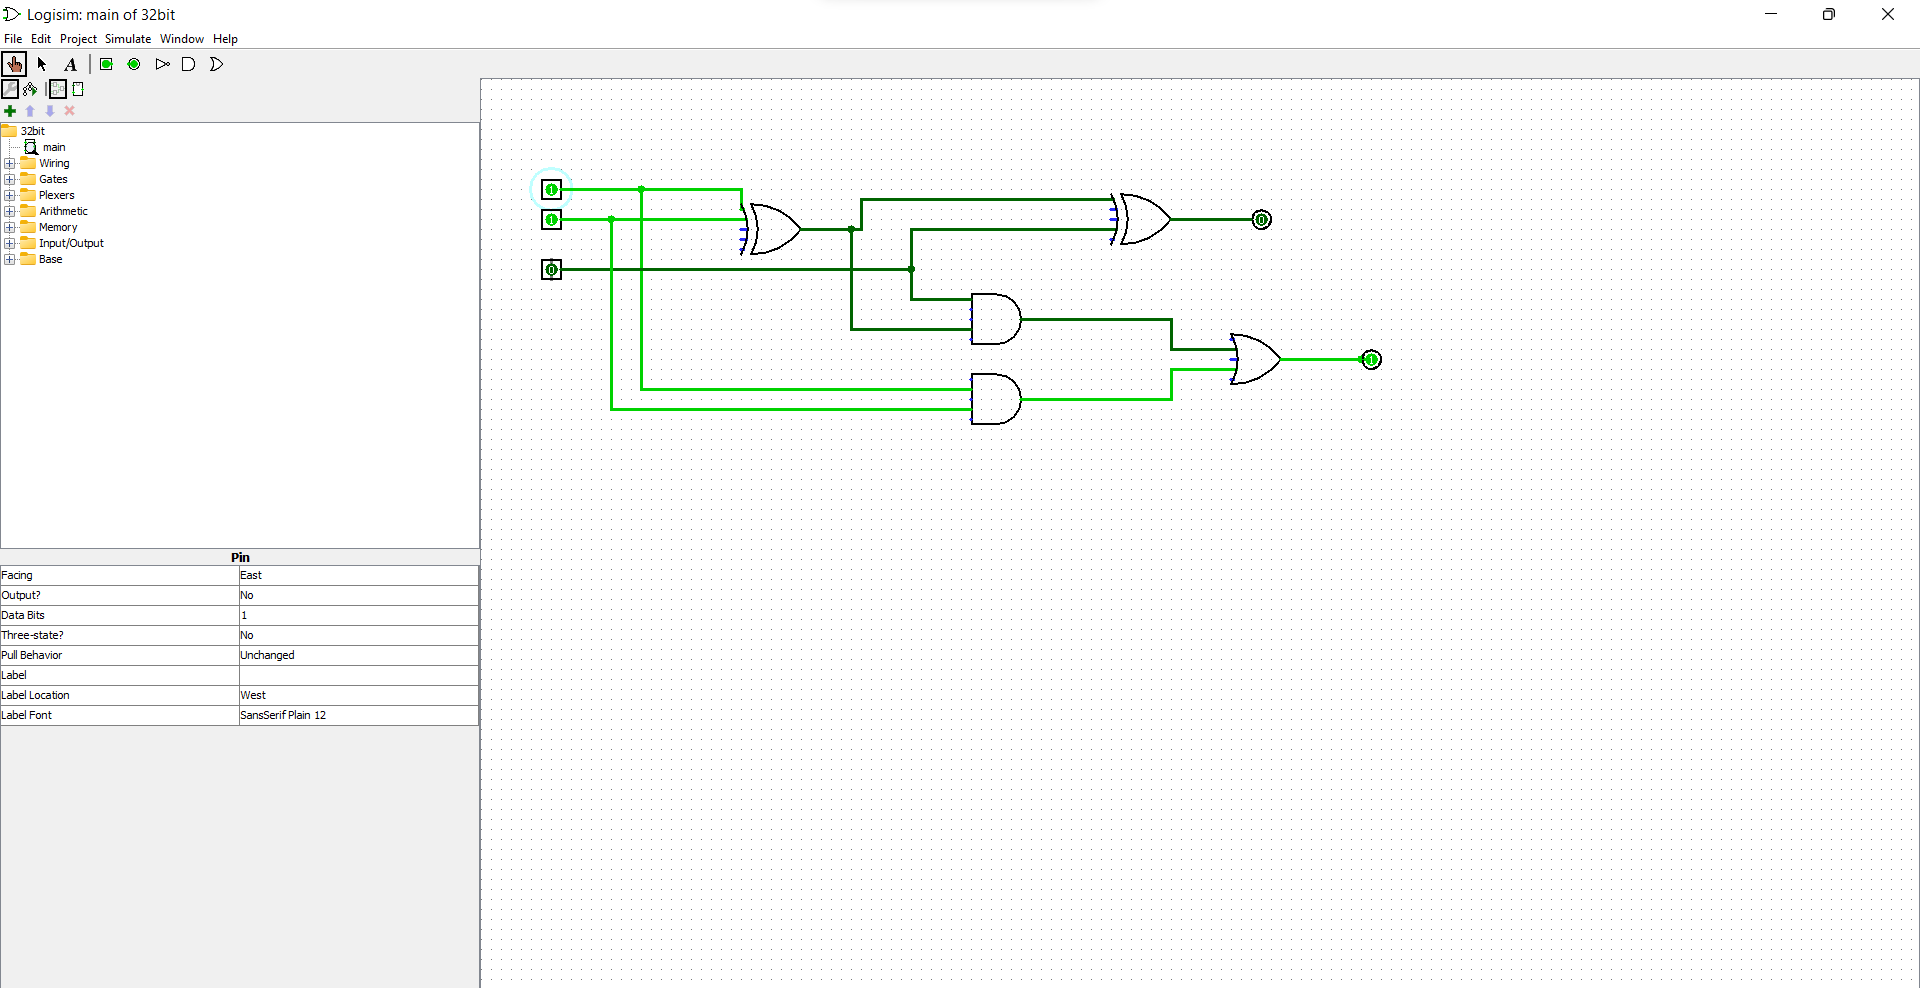 Logisim: main of 32bit
File Edit Project Simulate Window Help
A
32bit
main
Wiring
Gates
Plexers
Arithmetic
Memory
Input/Output
Base
1
1
0
0
1
Pin
Facing East
Output? No
Data Bits 1
Three-state? No
Pull Behavior Unchanged
Label
Label Location West
Label Font SansSerif Plain 12